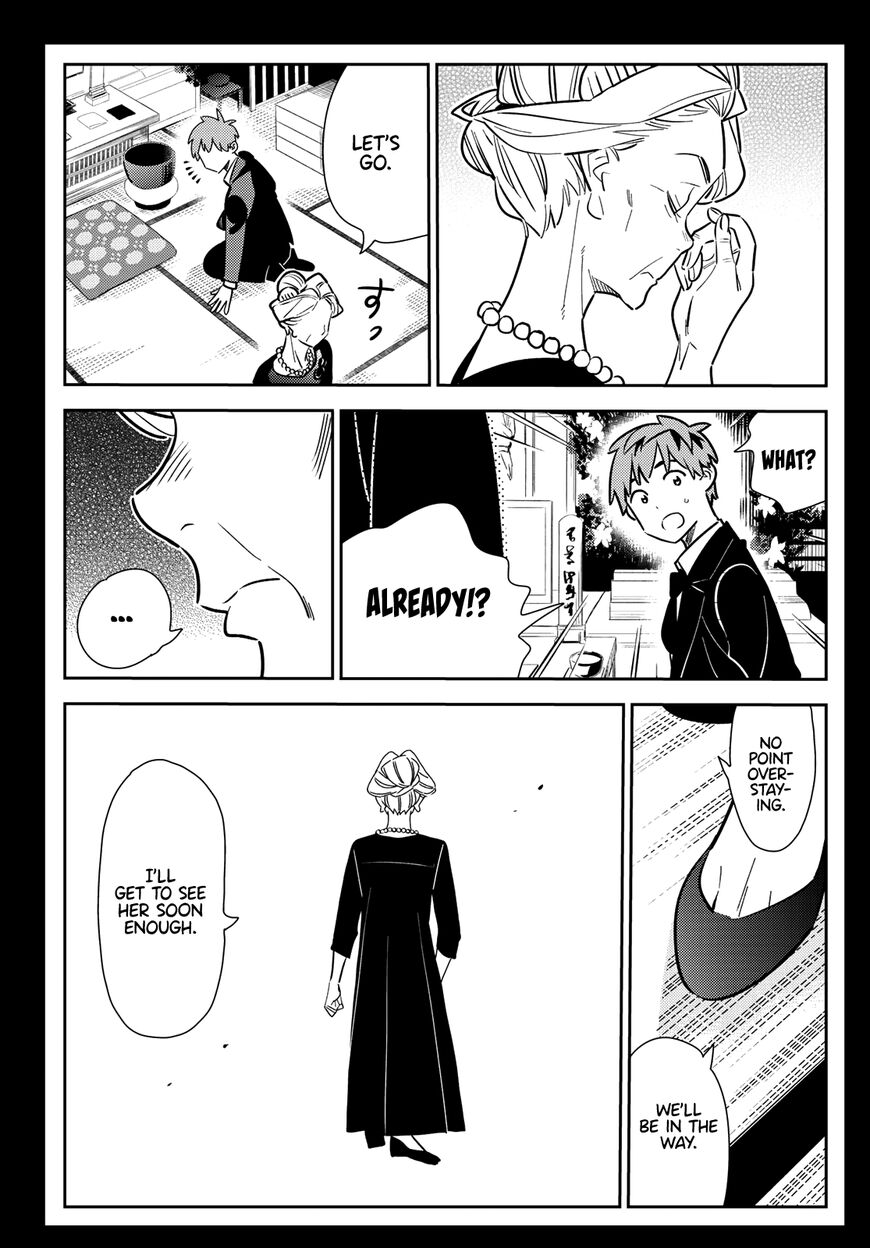 LET'S
GO.
すっ
WHAT?
ALREADY!?
...
NO
POINT
OVER-
STAY-
ING.
WE'LL
BE IN THE
WAY.
I'LL
GET TO SEE
HER SOON
ENOUGH.